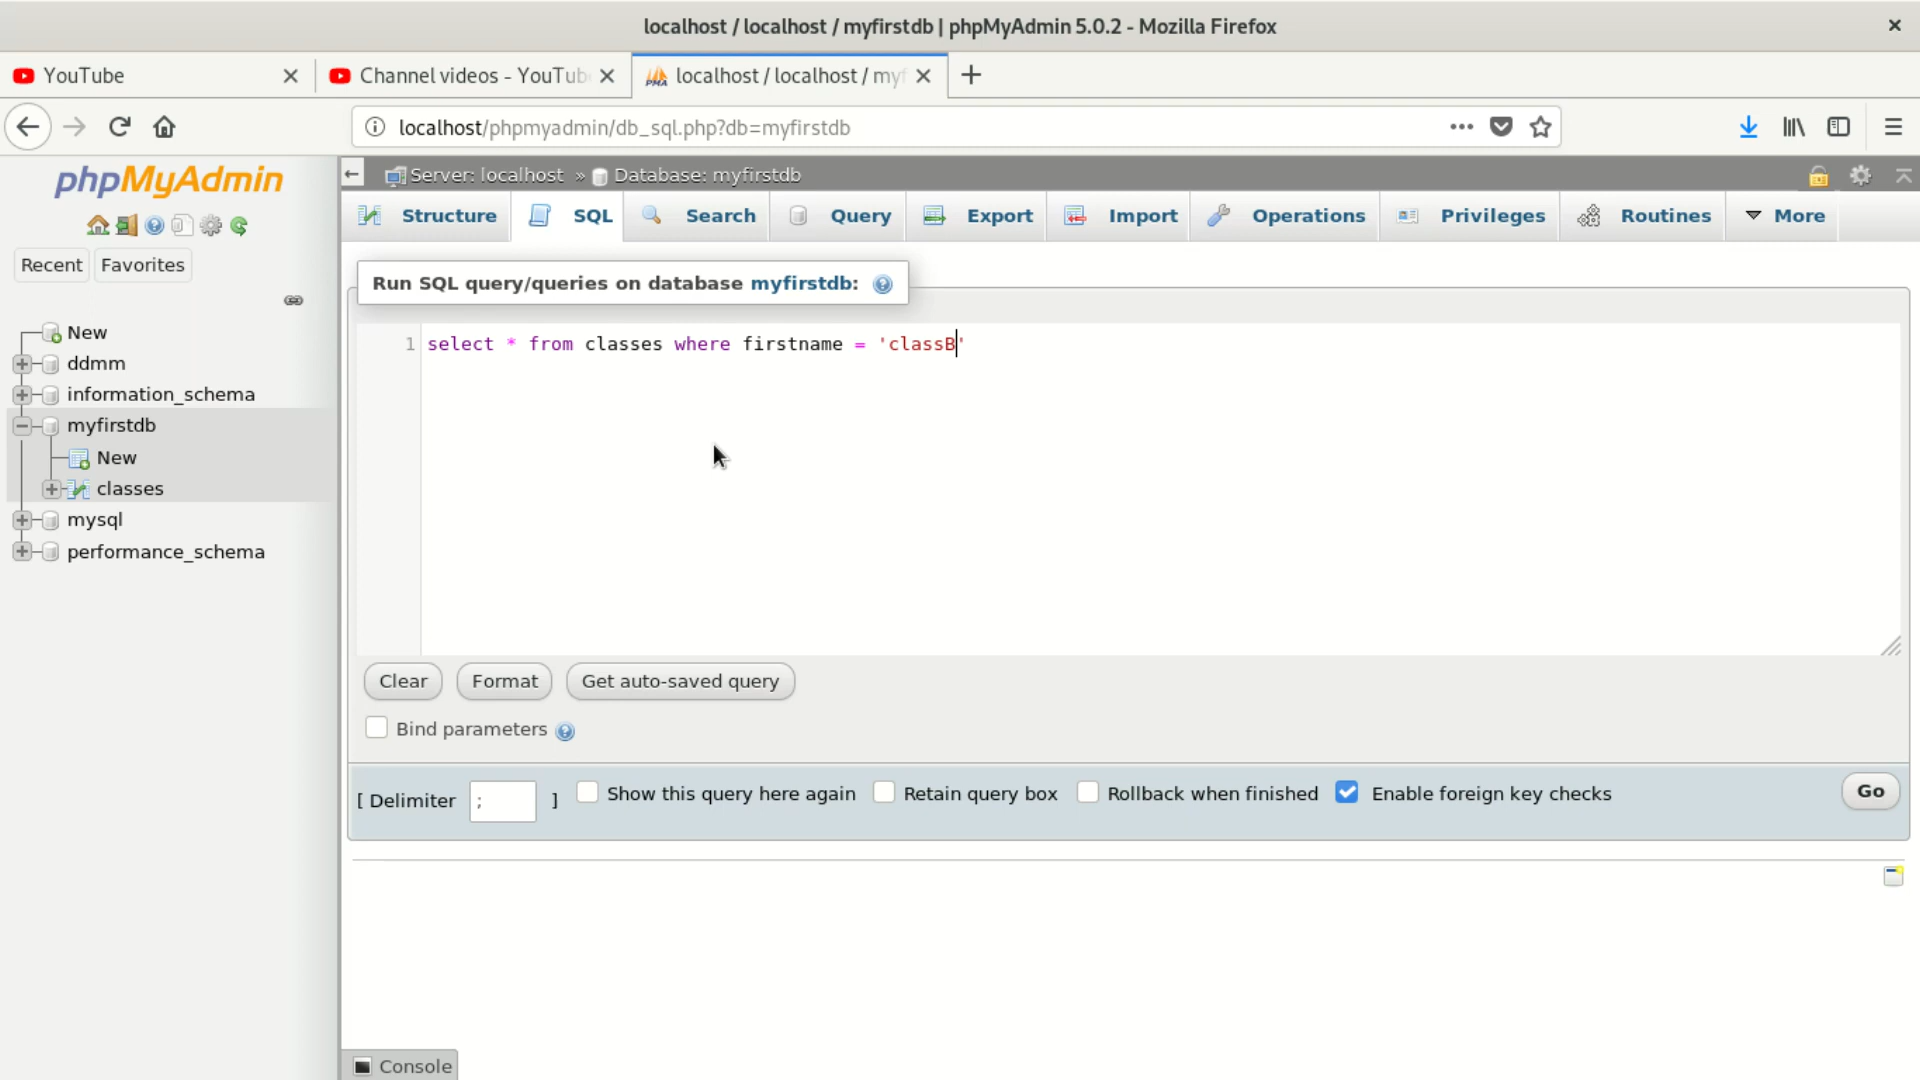 localhost / localhost / myfirstdb | phpMyAdmin 5.0.2 - Mozilla Firefox
YouTube
Channel videos - YouTub
localhost / localhost / myf
localhost/phpmyadmin/db_sql.php?db=myfirstdb
phpMyAdmin
Recent
Favorites
New
ddmm
information_schema
myfirstdb
New
classes
mysql
performance_schema
Server: localhost » Database: myfirstdb
Structure
SQL
Search
Query
Export
Import
Operations
Privileges
Routines
More
Run SQL query/queries on database myfirstdb:
1 select * from classes where firstname = 'classB'
Clear
Format
Get auto-saved query
Bind parameters
[ Delimiter ; ]
Show this query here again
Retain query box
Rollback when finished
Enable foreign key checks
Go
Console